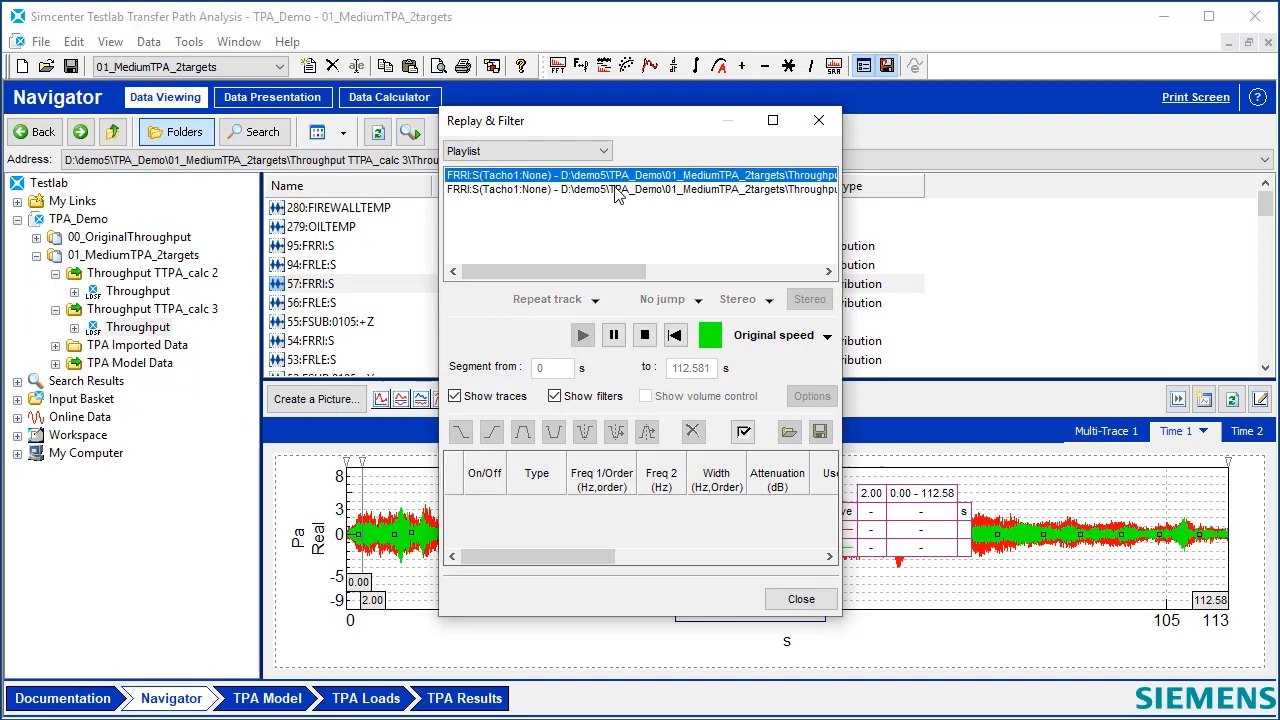 Simcenter Testlab Transfer Path Analysis - TPA_Demo - 01_MediumTPA_2targets
File Edit View Data Tools Window Help
01_MediumTPA_2targets
Navigator Data Viewing Data Presentation Data Calculator Print Screen
Back Folders Search
Address: D:\demo5\TPA_Demo\01_MediumTPA_2targets\Throughput TTPA_calc 3\Throu
Testlab
My Links
TPA_Demo
00_OriginalThroughput
01_MediumTPA_2targets
Throughput TTPA_calc 2
Throughput
Throughput TTPA_calc 3
Throughput
TPA Imported Data
TPA Model Data
Search Results
Input Basket
Online Data
Workspace
My Computer
Name
280:FIREWALLTEMP
279:OILTEMP
95:FRRI:S
94:FRLE:S
57:FRRI:S
56:FRLE:S
55:FSUB:0105:+Z
54:FRRI:S
53:FRLE:S
ype
bution
bution
ribution
ribution
ribution
ribution
Replay & Filter
Playlist
FRRI:S(Tacho1:None) - D:\demo5\TPA_Demo\01_MediumTPA_2targets\Throughpu
FRRI:S(Tacho1:None) - D:\demo5\TPA_Demo\01_MediumTPA_2targets\Throughpu
Repeat track No jump Stereo Stereo
Original speed
Segment from : 0 s to : 112.581 s
Show traces Show filters Show volume control Options
On/Off Type Freq 1/Order (Hz,order) Freq 2 (Hz) Width (Hz,Order) Attenuation (dB) Use
Close
Create a Picture...
Multi-Trace 1 Time 1 Time 2
Pa
Real
8
3
0
-5
-9
0.00
2.00
2.00 0.00 - 112.58
ve - - s
- -
- -
112.58
0 105 113
s
Documentation Navigator TPA Model TPA Loads TPA Results
SIEMENS